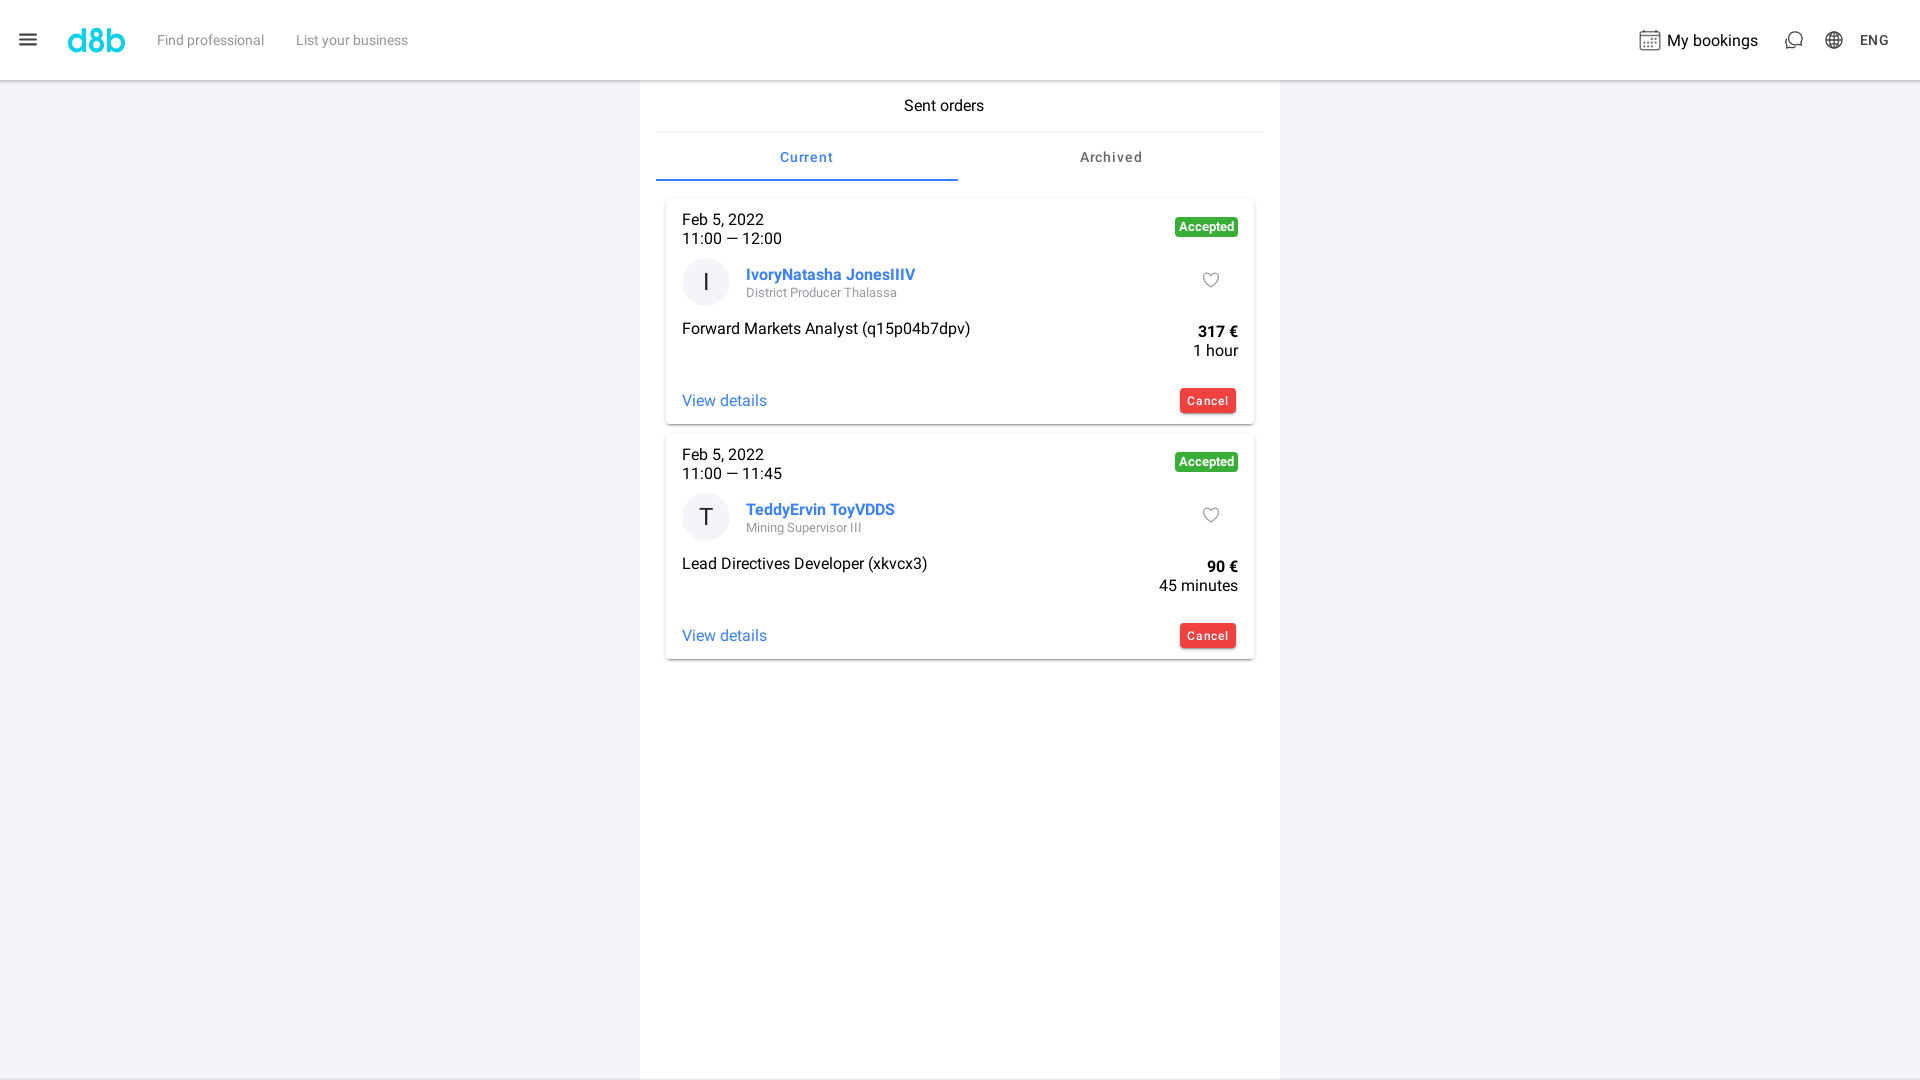 d8b
Find professional
List your business
My bookings
ENG
Sent orders
Current
Archived
Feb 5, 2022
11:00 — 12:00
Accepted
I
IvoryNatasha JonesIIIV
District Producer Thalassa
Forward Markets Analyst (q15p04b7dpv)
317 €
1 hour
View details
Cancel
Feb 5, 2022
11:00 — 11:45
Accepted
T
TeddyErvin ToyVDDS
Mining Supervisor III
Lead Directives Developer (xkvcx3)
90 €
45 minutes
View details
Cancel